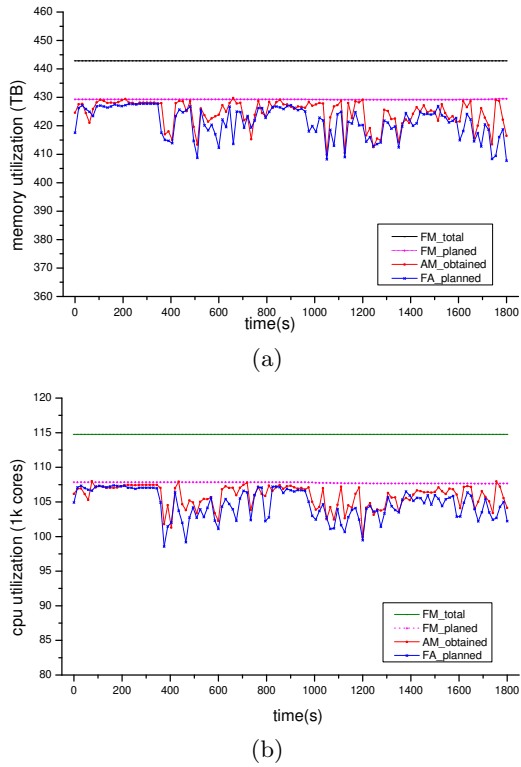 460
450
440
430
420
410
400
390
380
370
360
memory utilization (TB)
FM_total
FM_planed
AM_obtained
FA_planned
0 200 400 600 800 1000 1200 1400 1600 1800
time(s)
(a)
120
115
110
105
100
95
90
85
80
cpu utilization (1k cores)
FM_total
FM_planed
AM_obtained
FA_planned
0 200 400 600 800 1000 1200 1400 1600 1800
time(s)
(b)